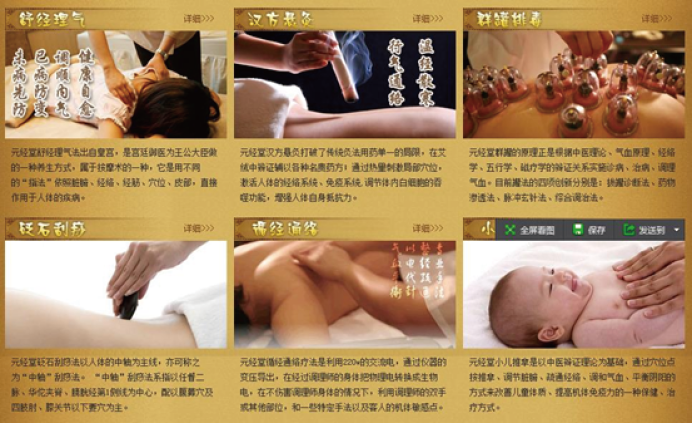 舒经理气 详细>>>
健康自愈
调顺内气
已病防变
未病先防
元经堂舒经理气法出自皇宫，是宫廷御医为王公大臣做
的一种养生方式，属于按摩术的一种，它是用不同
的“指法”依照脏腑、经络、经筋、穴位、皮部，直接
作用于人体的疾病。
汉方悬灸 详细>>>
温经散寒
行气通络
元经堂汉方悬灸打破了传统灸法用药单一的局限，在艾
绒中辨证辅以各种名贵药方；通过热量刺激局部穴位，
激活人体的经络系统、免疫系统，调节体内白细胞的吞
噬功能，增强人体自身抵抗力。
群罐排毒 详细>>>
元经堂群罐的原理正是根据中医理论、气血原理、经络
学、五行学、磁疗学的辩证关系实施诊病、治病、调理
气血。目前罐法的四项创新分别是：拔罐诊断法、药物
渗透法、脉冲玄针法、综合调治法。
砭石刮痧 详细>>>
元经堂砭石刮痧法以人体的中轴为主线，亦可称之
为“中轴”刮痧法。“中轴”刮痧法系指以任督二
脉、华佗夹脊、膀胱经第1侧线为中心，配以腘窝穴及
四肢肘、膝关节以下要穴为主。
循经通络 详细>>>
元经堂循经通络疗法是利用220v的交流电，通过仪器的
变压导出，在经过调理师的身体把物理电转换成生物
电，在不伤害调理师身体的情况下，利用调理师的双手
或其他部位，和一些特定手法以及客人的机体敏感点。
小 全屏看图 保存 发送到
元经堂小儿推拿是以中医辩证理论为基础，通过穴位点
按推拿、调节脏腑、疏通经络、调和气血、平衡阴阳的
方式来改善儿童体质、提高机体免疫力的一种保健、治
疗方式。